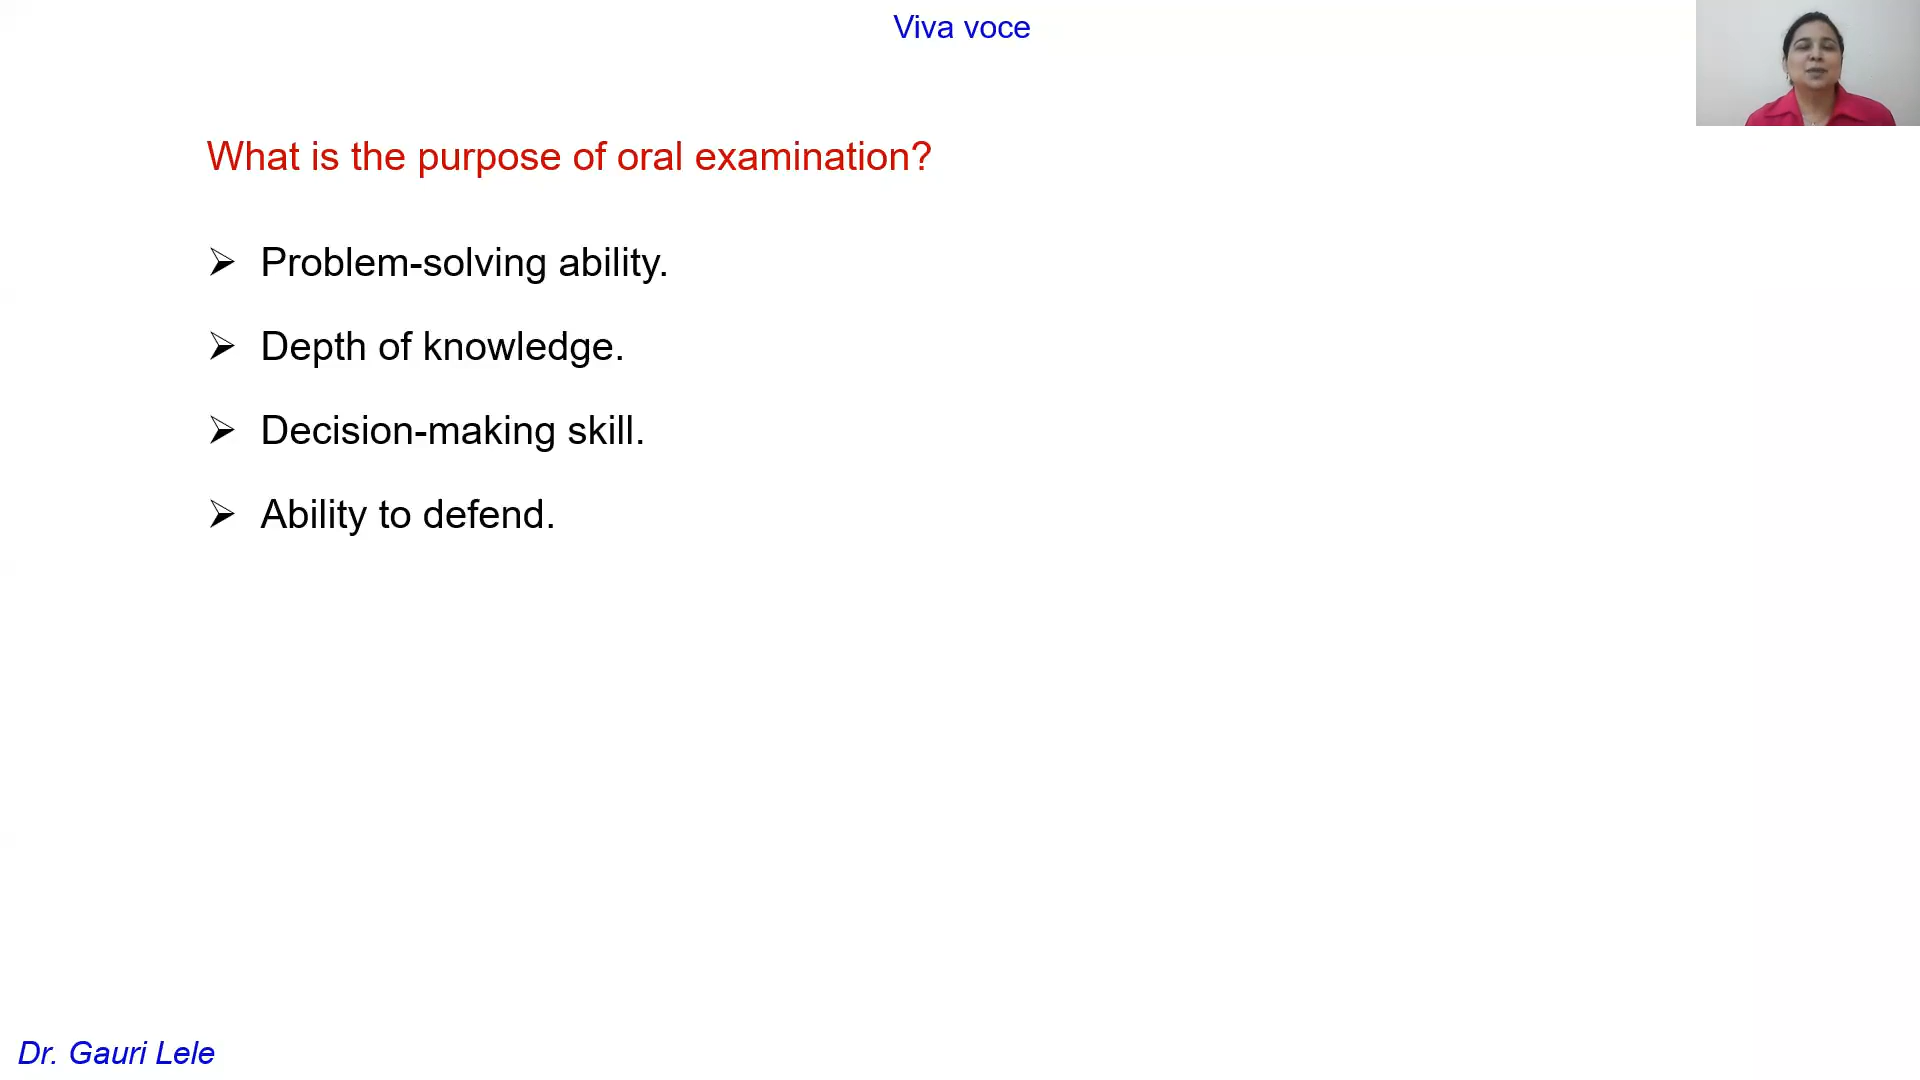 Viva voce
What is the purpose of oral examination?
➢ Problem-solving ability.
➢ Depth of knowledge.
➢ Decision-making skill.
➢ Ability to defend.
Dr. Gauri Lele